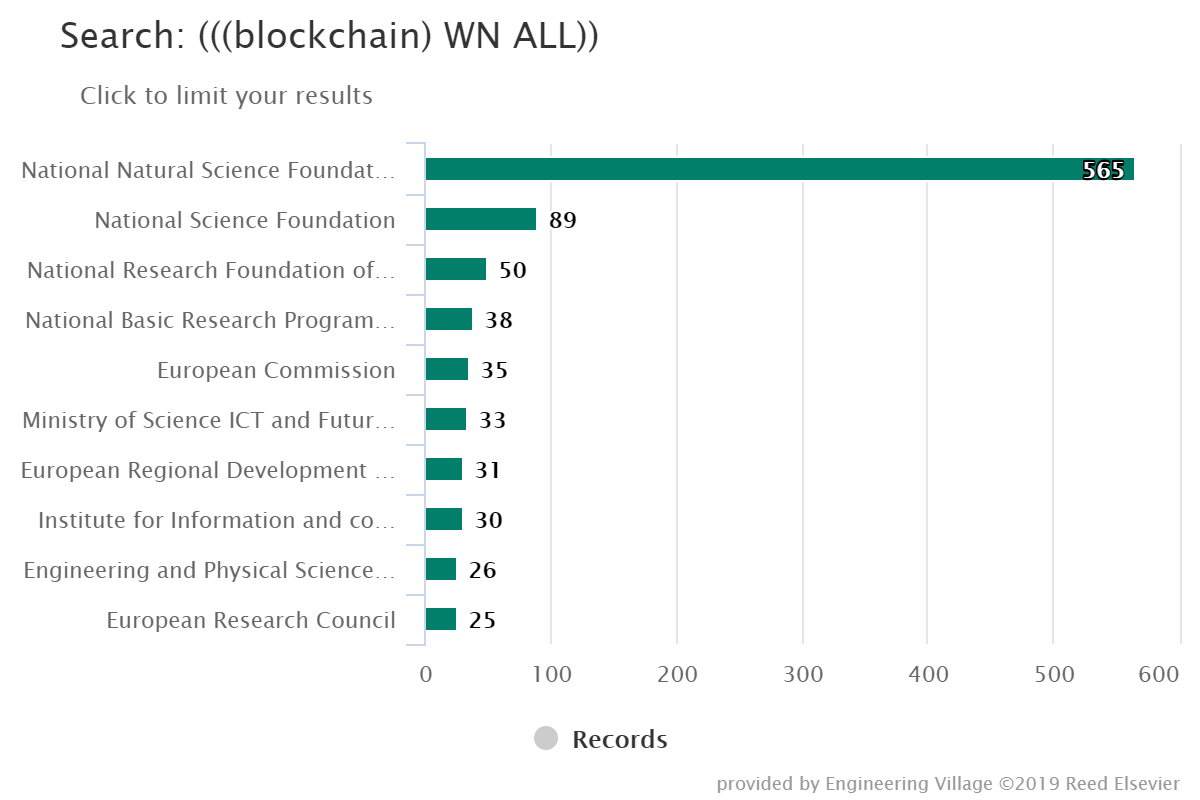 Search: (((blockchain) WN ALL))
Click to limit your results
National Natural Science Foundat... 565
National Science Foundation 89
National Research Foundation of... 50
National Basic Research Program... 38
European Commission 35
Ministry of Science ICT and Futur... 33
European Regional Development ... 31
Institute for Information and co... 30
Engineering and Physical Science... 26
European Research Council 25
0 100 200 300 400 500 600
Records
provided by Engineering Village ©2019 Reed Elsevier